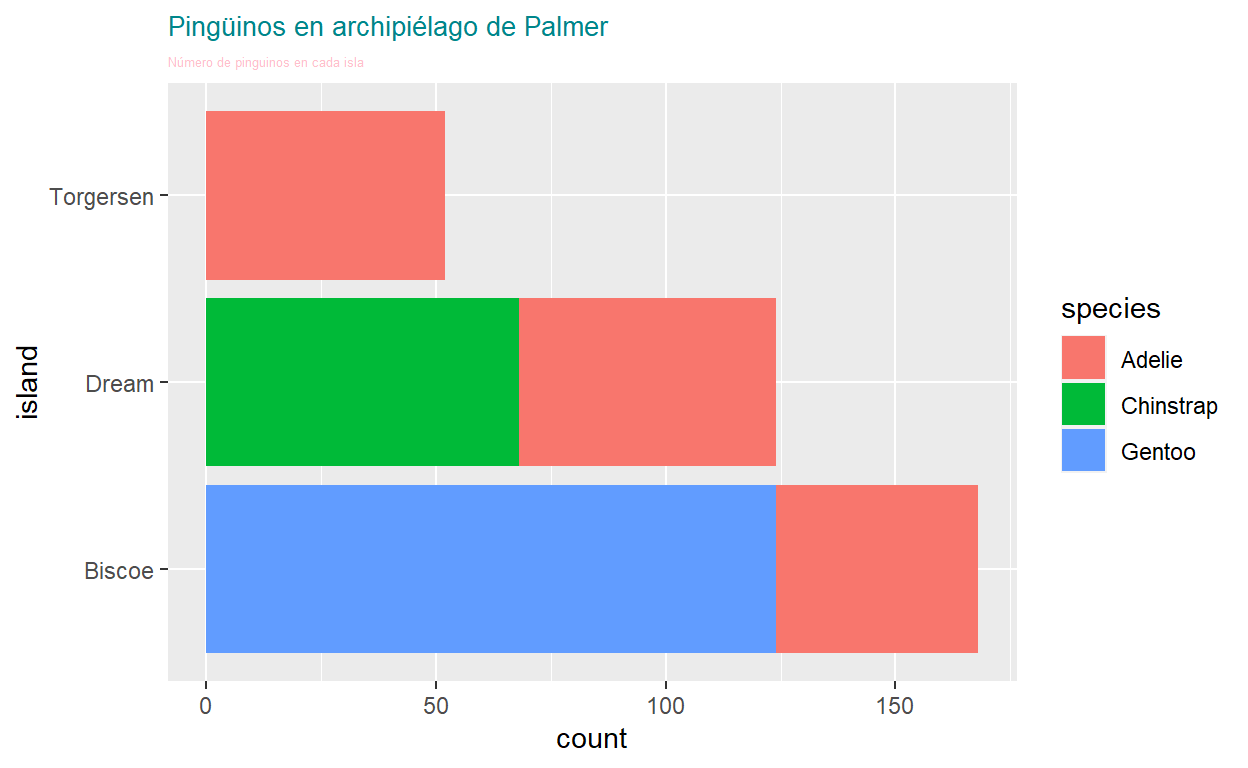 Pingüinos en archipiélago de Palmer
Número de pinguinos en cada isla
Torgersen
Dream
Biscoe
island
0 50 100 150
count
species
Adelie
Chinstrap
Gentoo